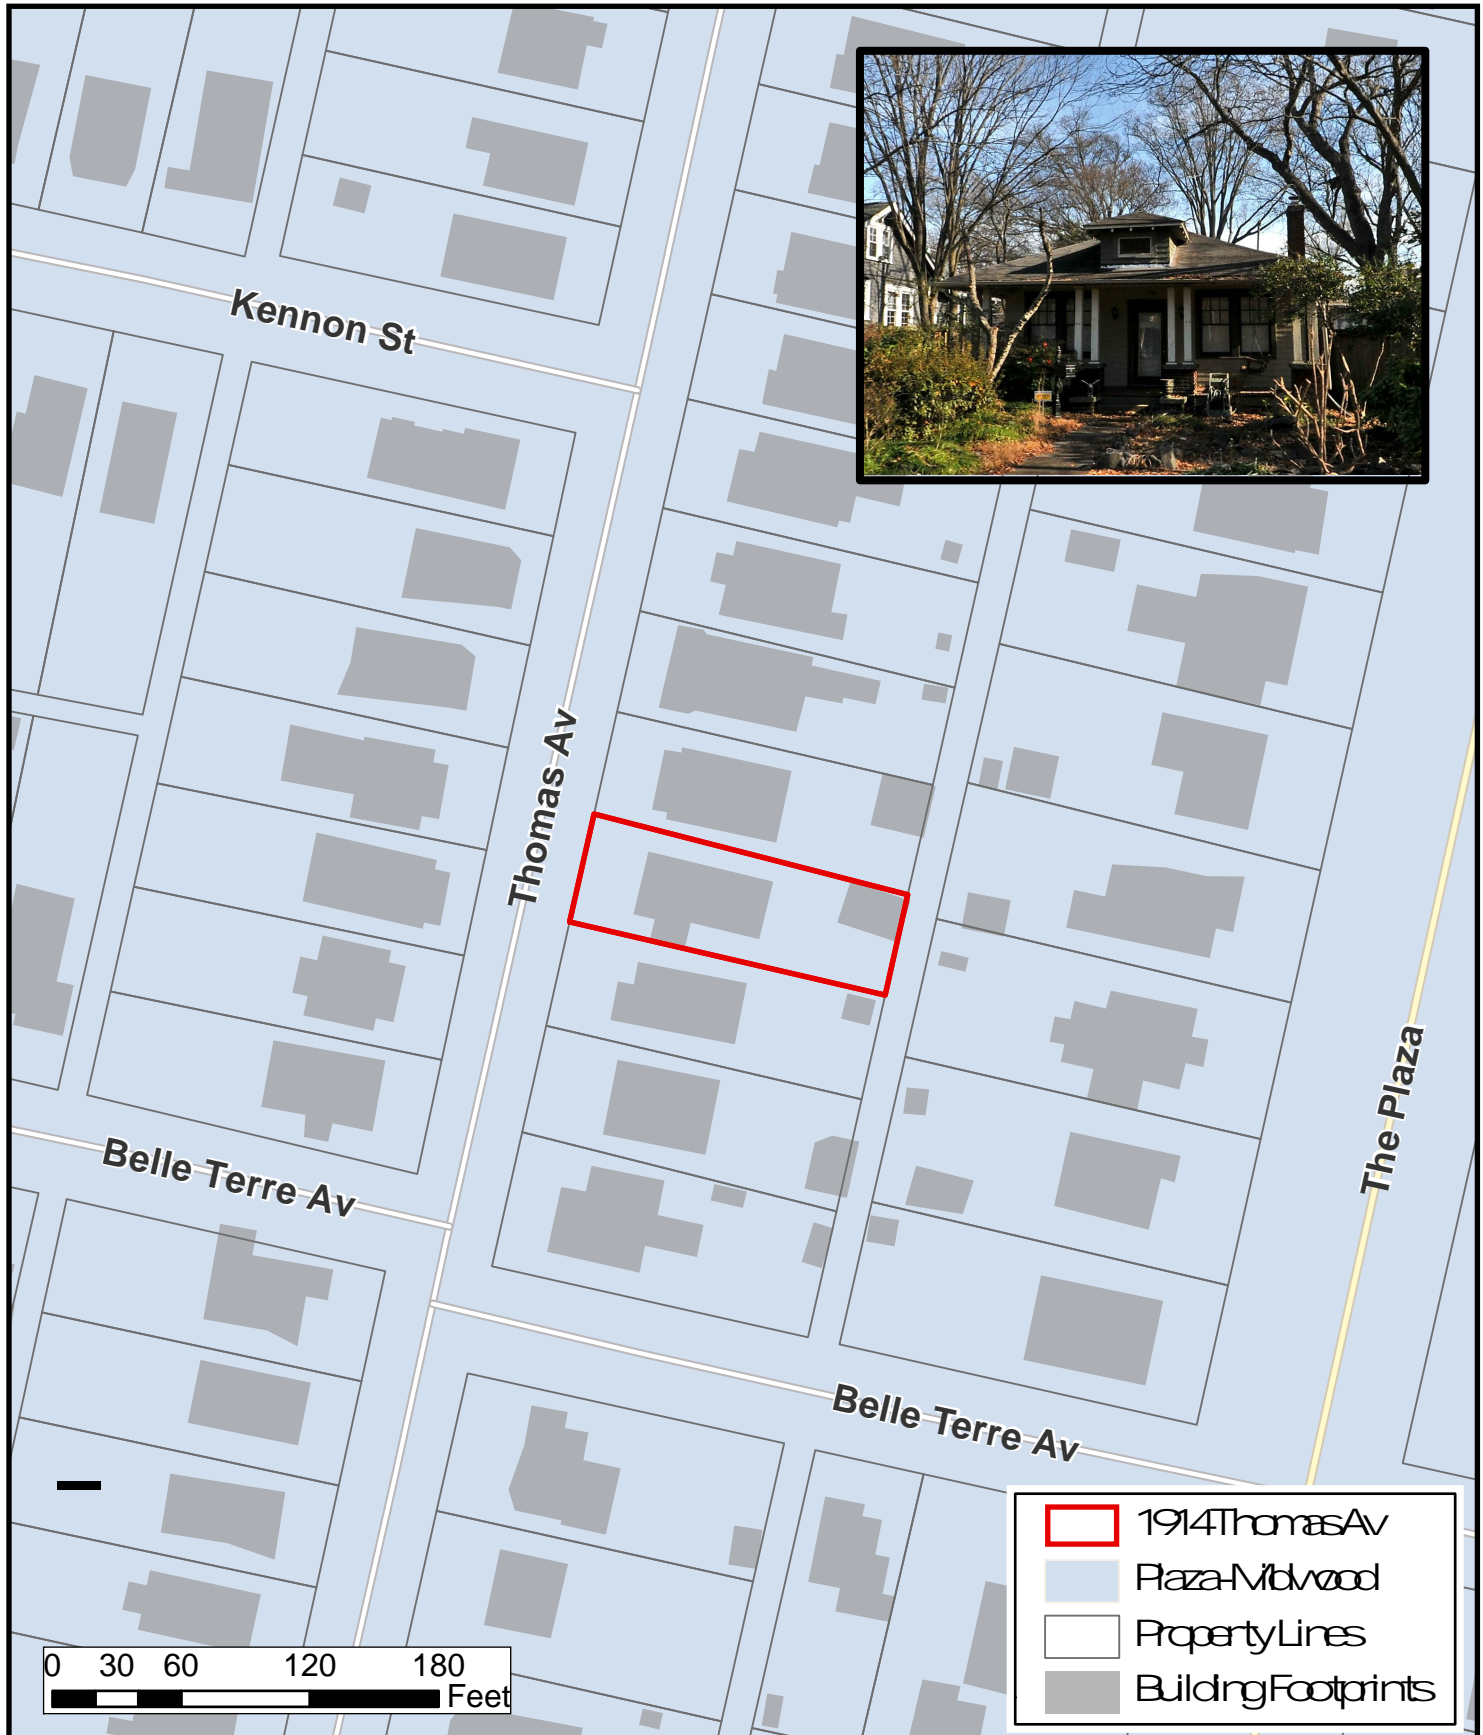 Kennon St
Thomas Av
Belle Terre Av
The Plaza
Belle Terre Av
1914 Thomas Av
Plaza-Midwood
Property Lines
Building Footprints
0 30 60 120 180
Feet